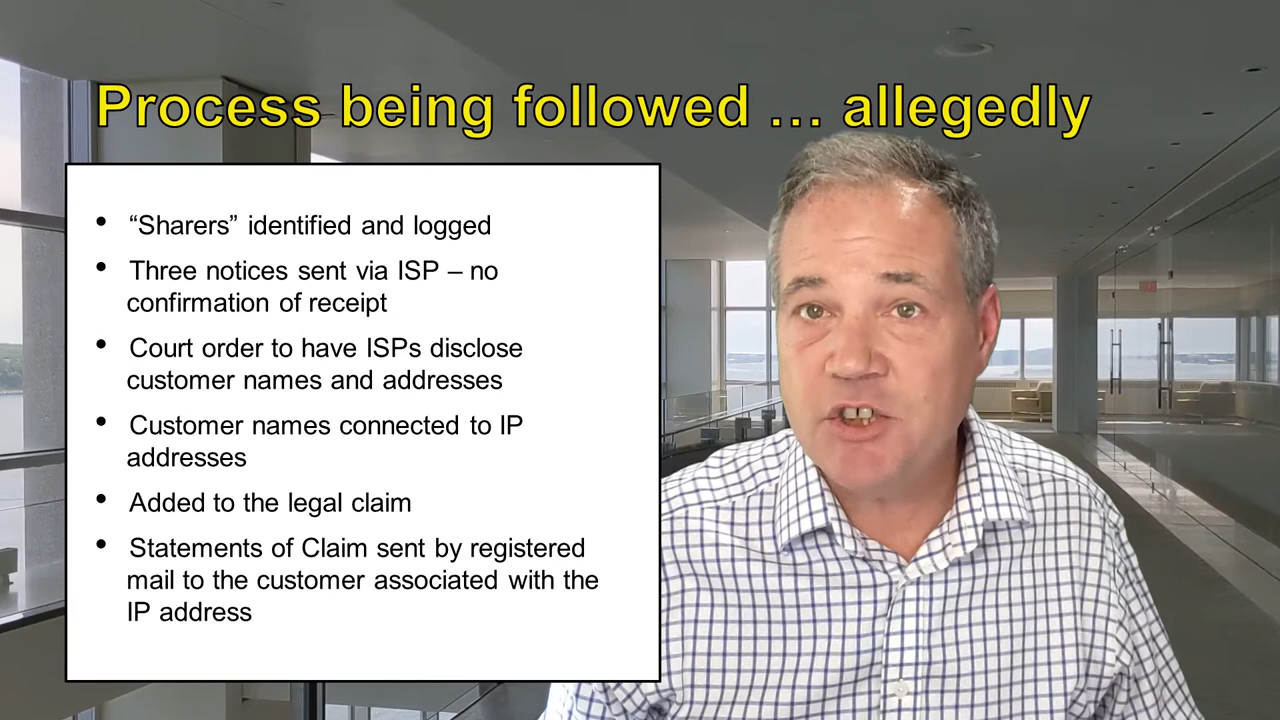 Process being followed … allegedly
• “Sharers” identified and logged
• Three notices sent via ISP – no
confirmation of receipt
• Court order to have ISPs disclose
customer names and addresses
• Customer names connected to IP
addresses
• Added to the legal claim
• Statements of Claim sent by registered
mail to the customer associated with the
IP address